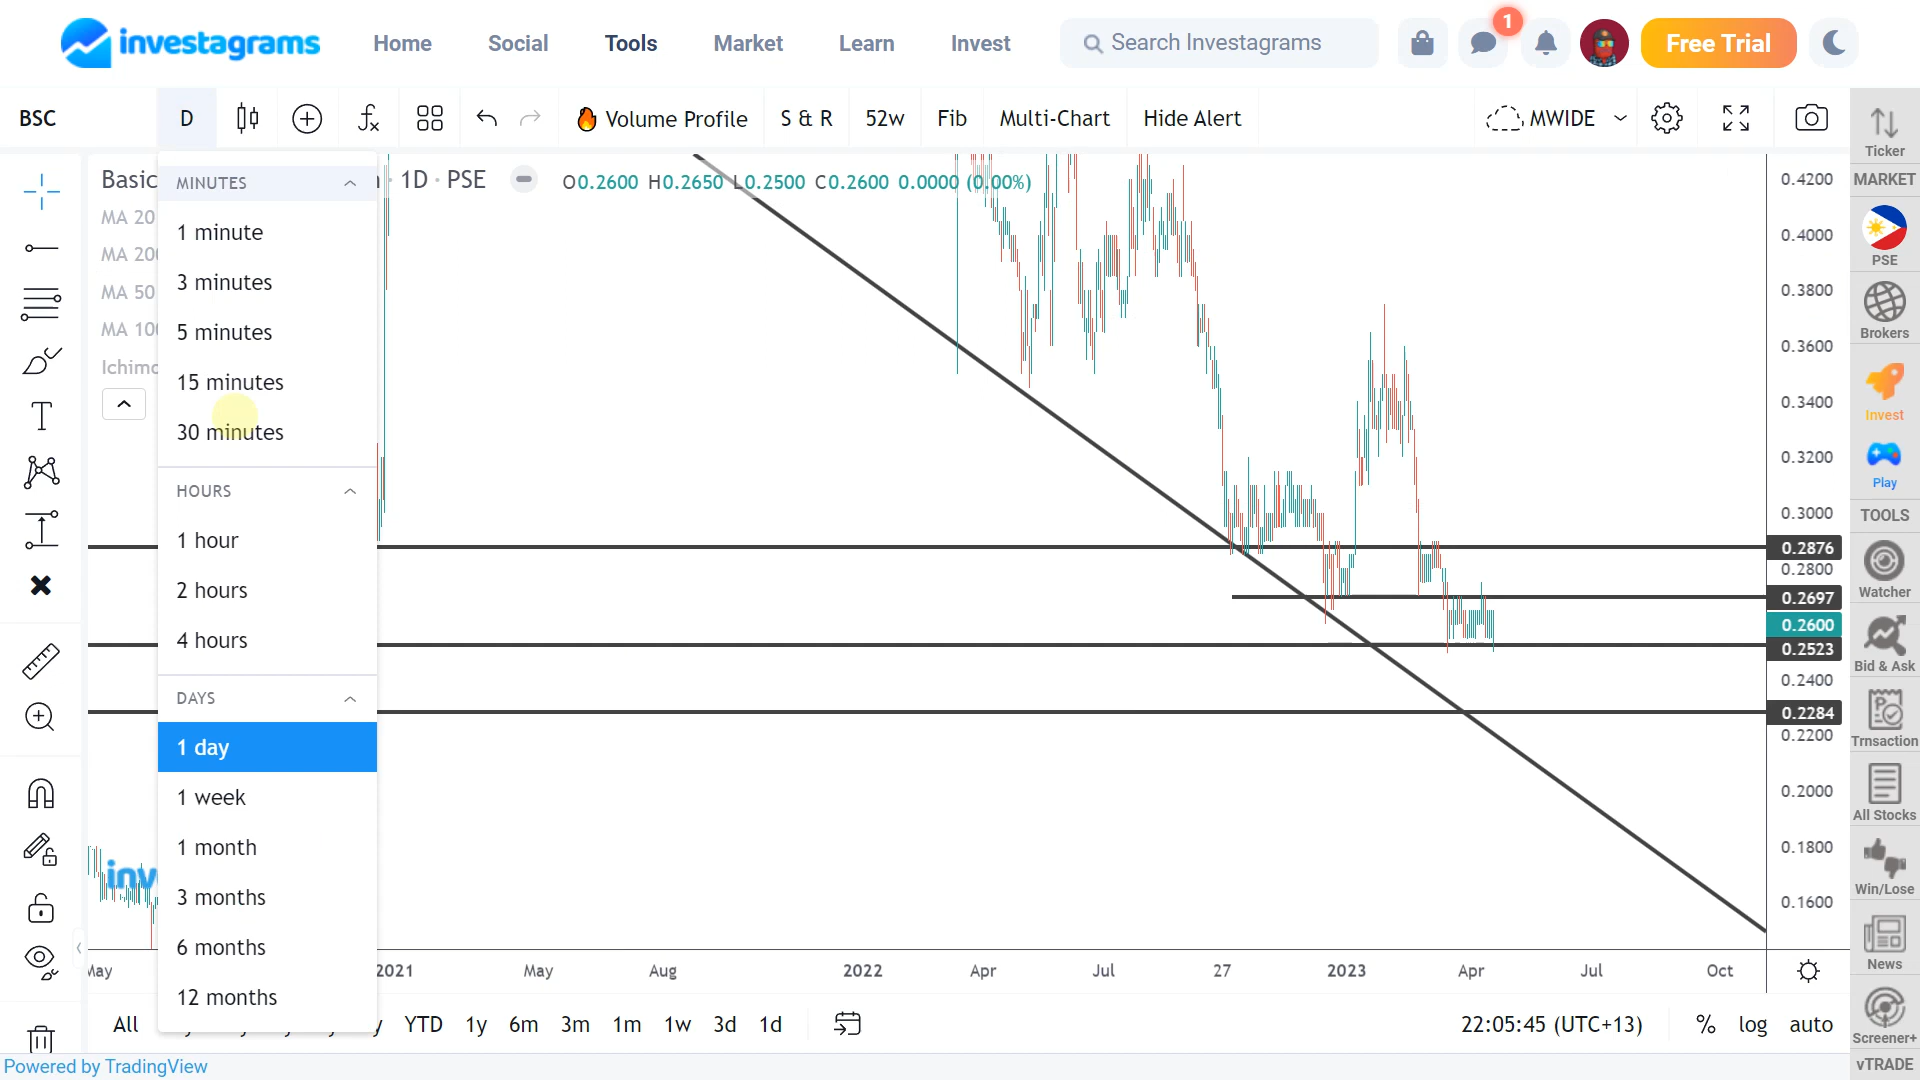 investagrams
Home
Social
Tools
Market
Learn
Invest
Search Investagrams
1
Free Trial
BSC
D
Volume Profile
S & R
52w
Fib
Multi-Chart
Hide Alert
MWIDE
Basic
1D · PSE
O0.2600 H0.2650 L0.2500 C0.2600 0.0000 (0.00%)
MA 20
MA 200
MA 50
MA 100
MINUTES
1 minute
3 minutes
5 minutes
15 minutes
30 minutes
HOURS
1 hour
2 hours
4 hours
DAYS
1 day
1 week
1 month
3 months
6 months
12 months
0.4200
0.4000
0.3800
0.3600
0.3400
0.3200
0.3000
0.2876
0.2800
0.2697
0.2600
0.2523
0.2400
0.2284
0.2200
0.2000
0.1800
0.1600
inv
May
2021
May
Aug
2022
Apr
Jul
27
2023
Apr
Jul
Oct
All
YTD
1y
6m
3m
1m
1w
3d
1d
22:05:45 (UTC+13)
%
log
auto
Powered by TradingView
Ticker
MARKET
PSE
Brokers
Invest
Play
TOOLS
Watcher
Bid & Ask
Trnsaction
All Stocks
Win/Lose
News
Screener+
vTRADE